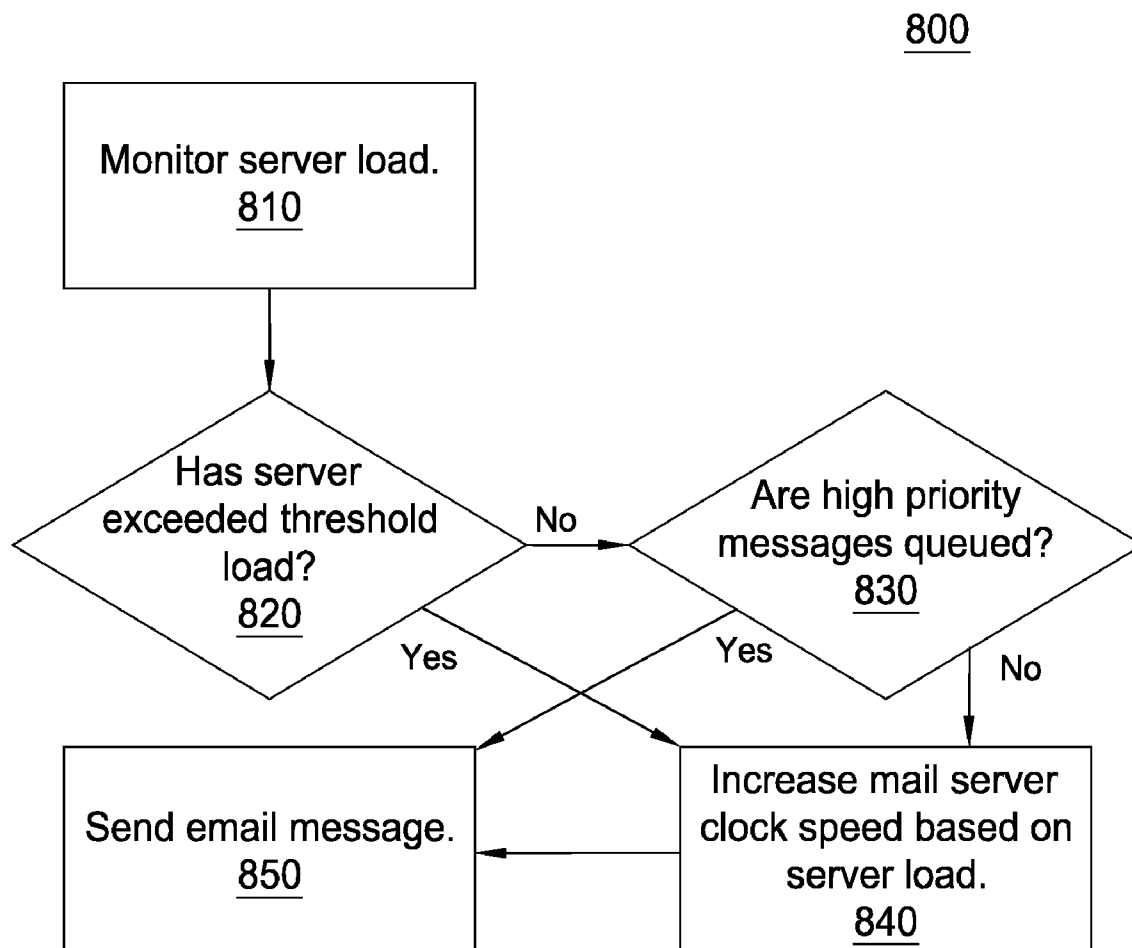 800
Monitor server load.
810
Has server
exceeded threshold
load?
820
No
Are high priority
messages queued?
830
Yes
Yes
No
Send email message.
850
Increase mail server
clock speed based on
server load.
840